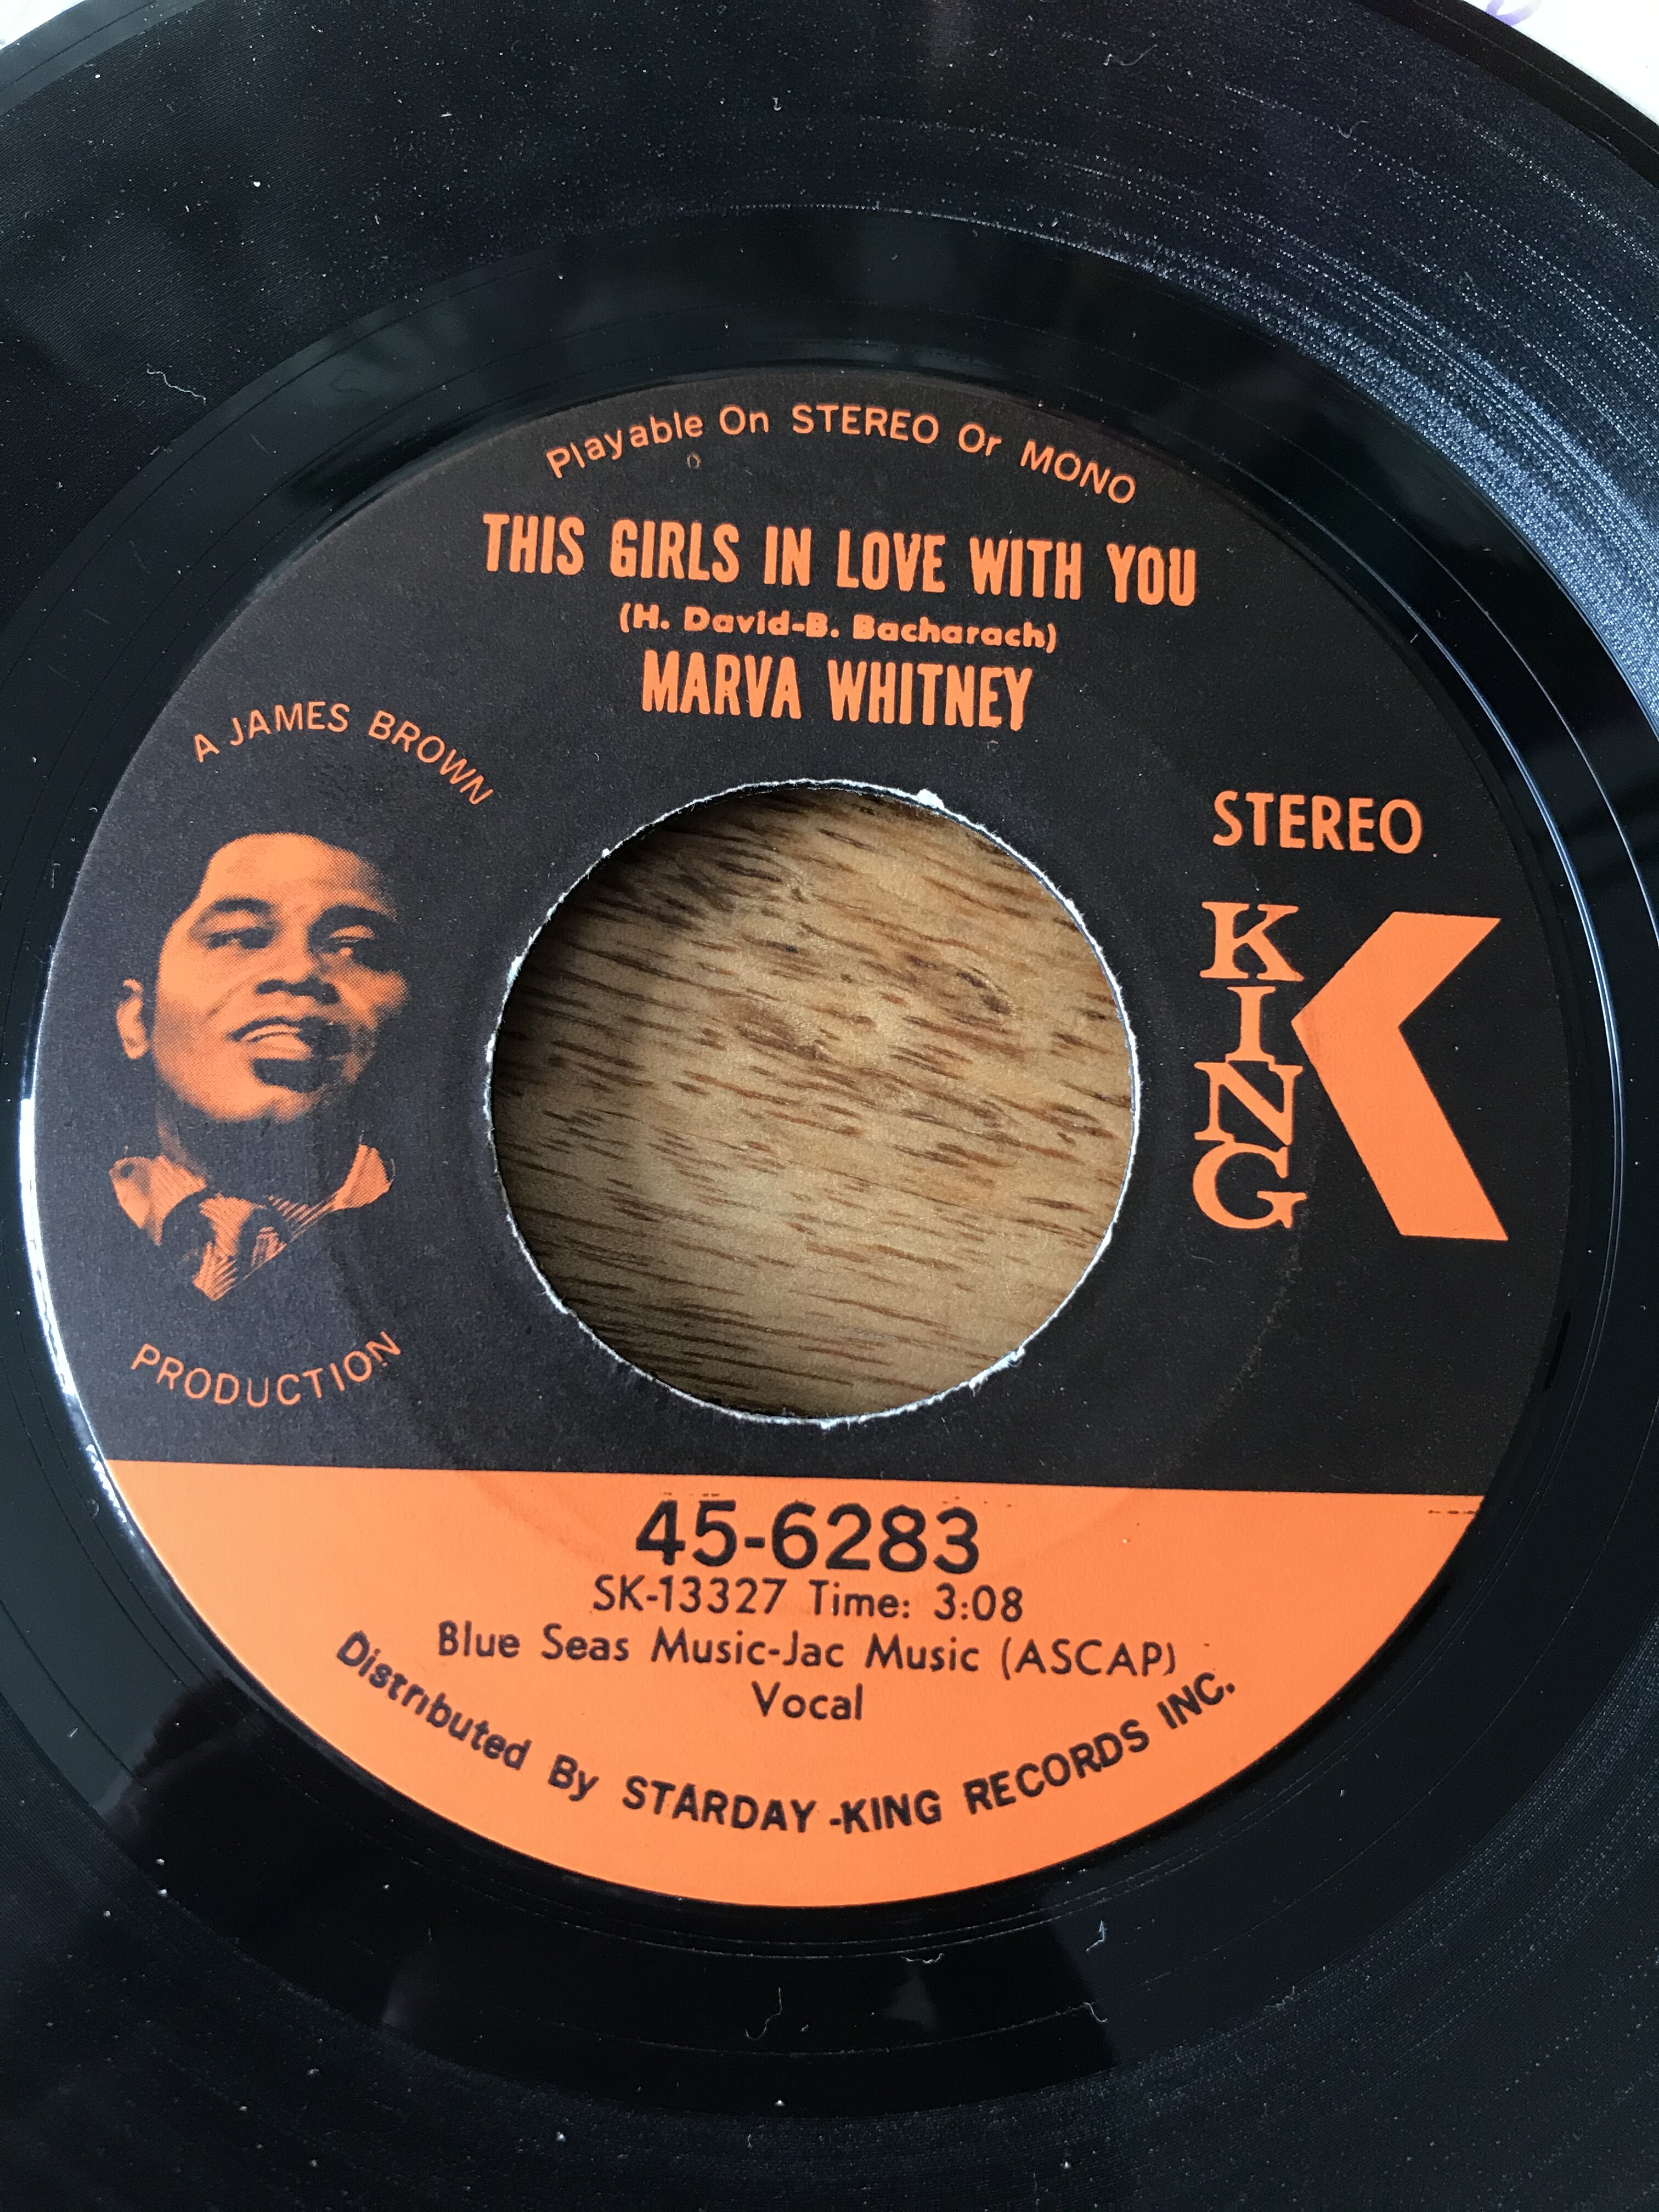 Playable On STEREO Or MONO
THIS GIRLS IN LOVE WITH YOU
(H. David-B. Bacharach)
MARVA WHITNEY
A JAMES BROWN
PRODUCTION
STEREO
KING
K
45-6283
SK-13327 Time: 3:08
Blue Seas Music-Jac Music (ASCAP)
Vocal
Distributed By STARDAY-KING RECORDS INC.